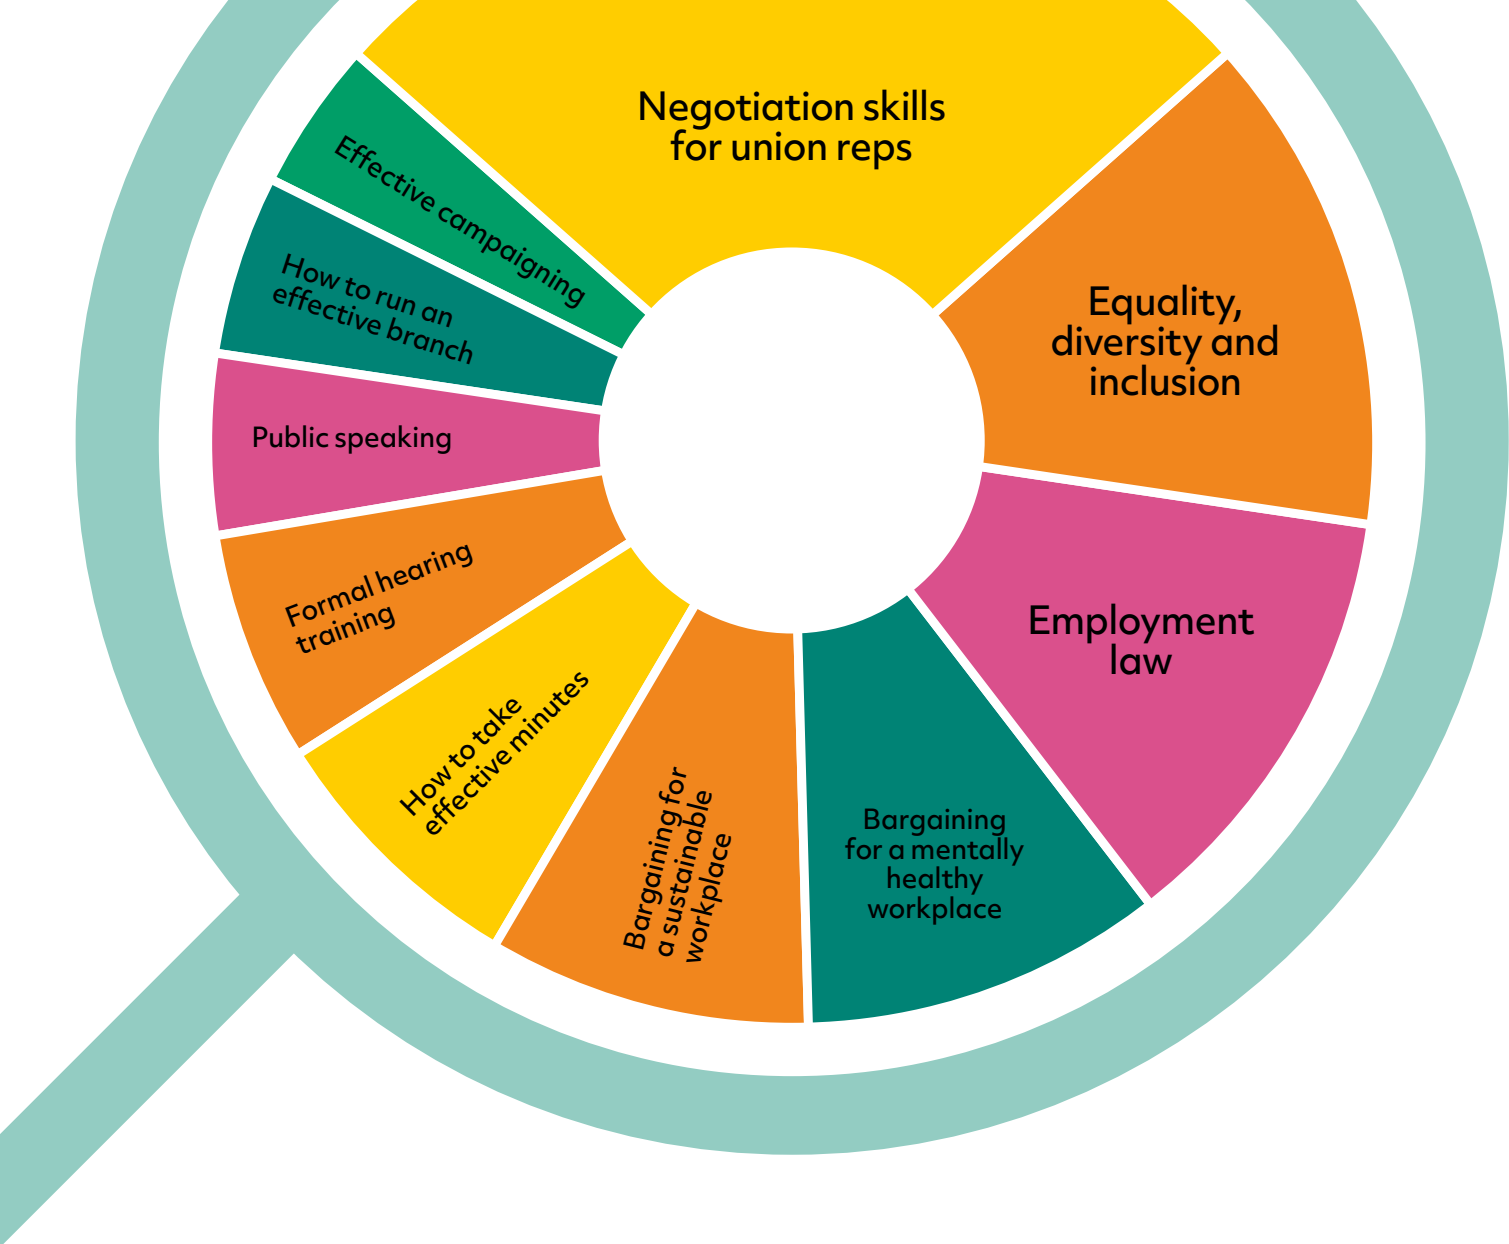 Negotiation skills
for union reps
Equality,
diversity and
inclusion
Employment
law
Bargaining
for a mentally
healthy
workplace
Bargaining for
a sustainable
workplace
How to take
effective minutes
Formal hearing
training
Public speaking
How to run an
effective branch
Effective campaigning